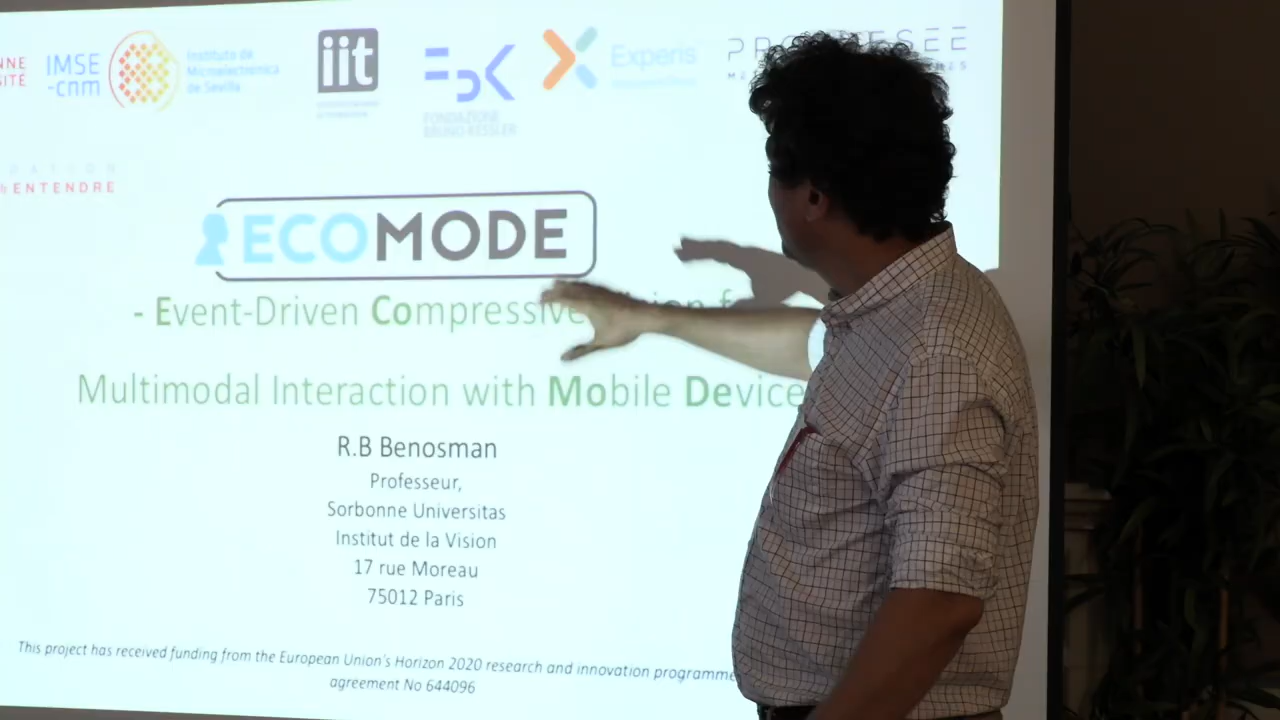 NNE
SITÉ
IMSE
-cnm
Instituto de
Microelectrónica
de Sevilla
iit
FBK
FONDAZIONE
BRUNO KESSLER
Experis
ENTENDRE
ECOMODE
- Event-Driven Compressive
Multimodal Interaction with Mobile Device
R.B Benosman
Professeur,
Sorbonne Universitas
Institut de la Vision
17 rue Moreau
75012 Paris
This project has received funding from the European Union's Horizon 2020 research and innovation programme
agreement No 644096